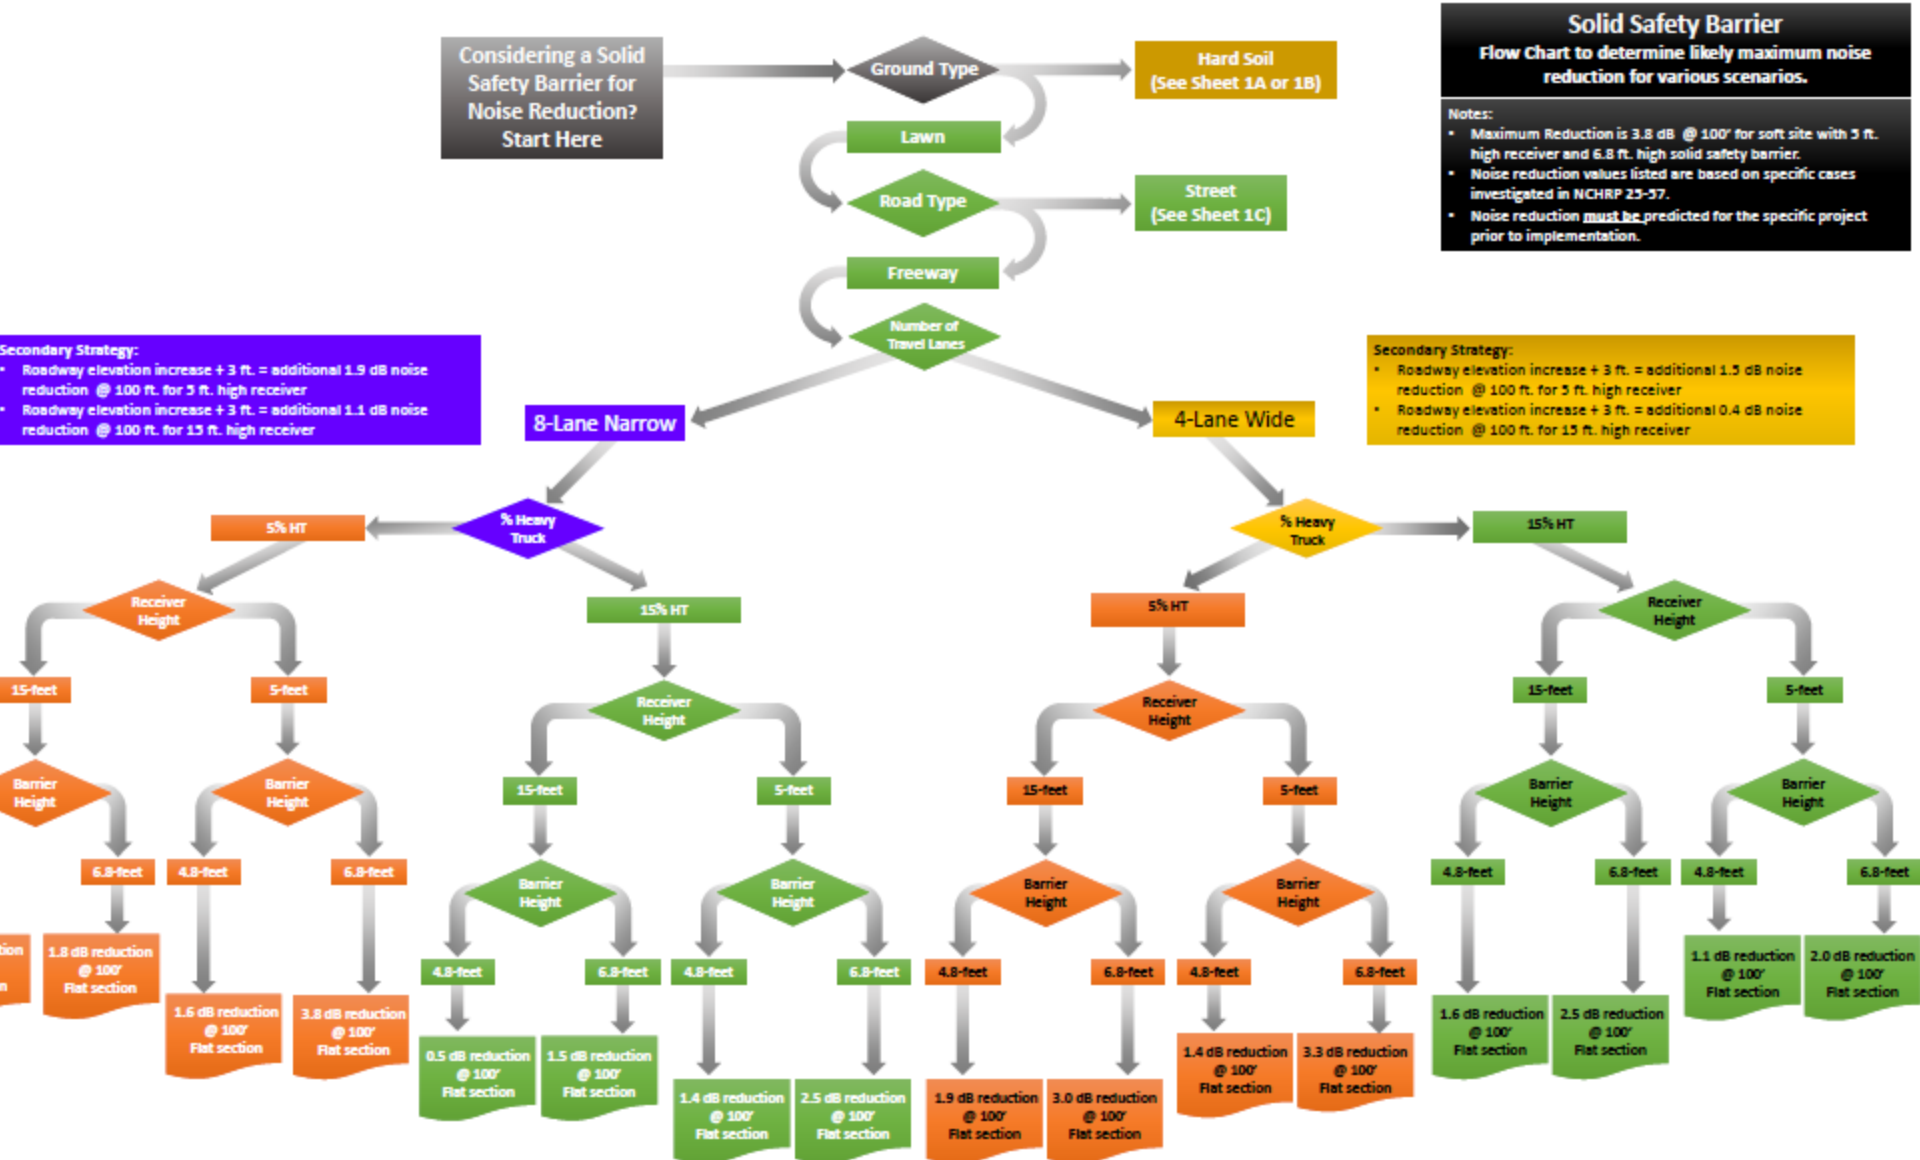 Considering a Solid
Safety Barrier for
Noise Reduction?
Start Here
Ground Type
Hard Soil
(See Sheet 1A or 1B)
Lawn
Road Type
Street
(See Sheet 1C)
Freeway
Number of
Travel Lanes
Solid Safety Barrier
Flow Chart to determine likely maximum noise
reduction for various scenarios.
Notes:
• Maximum Reduction is 3.8 dB @ 100' for soft site with 5 ft.
high receiver and 6.8 ft. high solid safety barrier.
• Noise reduction values listed are based on specific cases
investigated in NCHRP 25-57.
• Noise reduction must be predicted for the specific project
prior to implementation.
Secondary Strategy:
• Roadway elevation increase + 3 ft. = additional 1.9 dB noise
reduction @ 100 ft. for 5 ft. high receiver
• Roadway elevation increase + 3 ft. = additional 1.1 dB noise
reduction @ 100 ft. for 15 ft. high receiver
8-Lane Narrow
4-Lane Wide
Secondary Strategy:
• Roadway elevation increase + 3 ft. = additional 1.5 dB noise
reduction @ 100 ft. for 5 ft. high receiver
• Roadway elevation increase + 3 ft. = additional 0.4 dB noise
reduction @ 100 ft. for 15 ft. high receiver
5% HT
% Heavy
Truck
15% HT
Receiver
Height
15-feet
5-feet
Barrier
Height
Barrier
Height
6.8-feet
4.8-feet
6.8-feet
1.8 dB reduction
@ 100'
Flat section
1.6 dB reduction
@ 100'
Flat section
3.8 dB reduction
@ 100'
Flat section
Receiver
Height
15-feet
5-feet
Barrier
Height
Barrier
Height
4.8-feet
6.8-feet
4.8-feet
6.8-feet
0.5 dB reduction
@ 100'
Flat section
1.5 dB reduction
@ 100'
Flat section
1.4 dB reduction
@ 100'
Flat section
2.5 dB reduction
@ 100'
Flat section
% Heavy
Truck
15% HT
5% HT
Receiver
Height
15-feet
5-feet
Barrier
Height
Barrier
Height
4.8-feet
6.8-feet
4.8-feet
6.8-feet
1.9 dB reduction
@ 100'
Flat section
3.0 dB reduction
@ 100'
Flat section
1.4 dB reduction
@ 100'
Flat section
3.3 dB reduction
@ 100'
Flat section
Receiver
Height
15-feet
5-feet
Barrier
Height
Barrier
Height
4.8-feet
6.8-feet
4.8-feet
6.8-feet
1.6 dB reduction
@ 100'
Flat section
2.5 dB reduction
@ 100'
Flat section
1.1 dB reduction
@ 100'
Flat section
2.0 dB reduction
@ 100'
Flat section